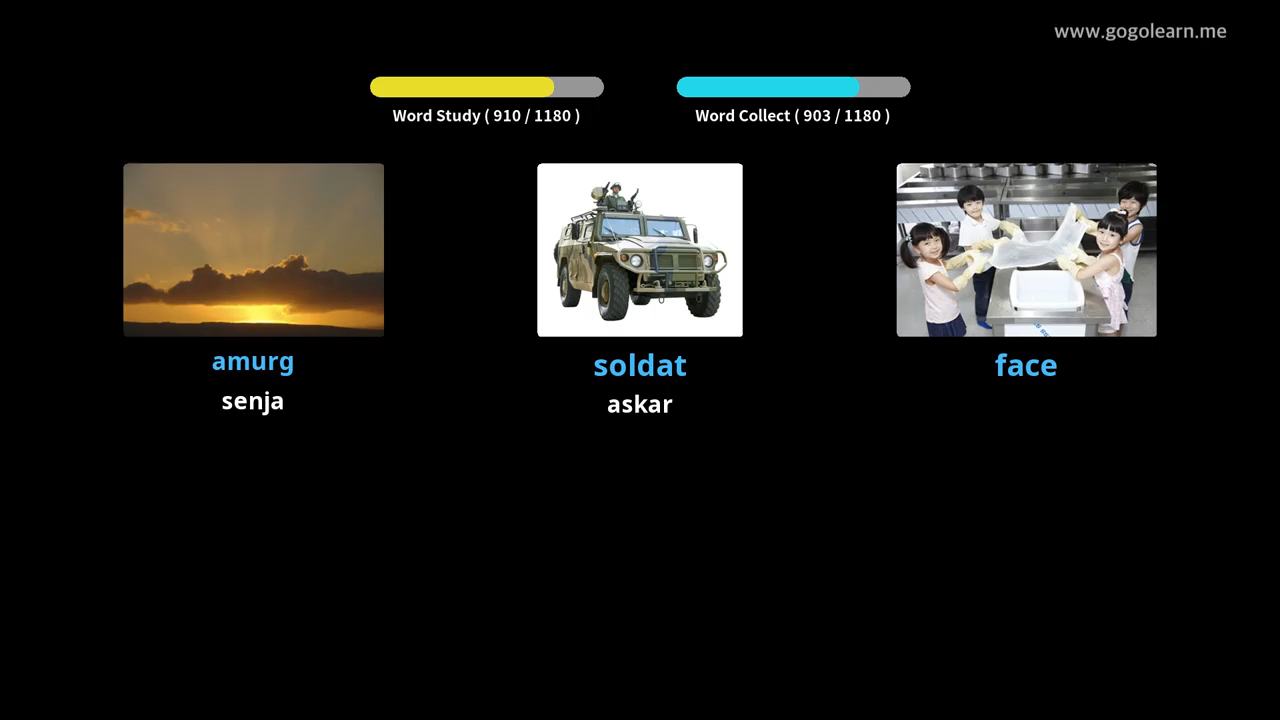 www.gogolearn.me
Word Study ( 910 / 1180 )
Word Collect ( 903 / 1180 )
amurg
senja
soldat
askar
face